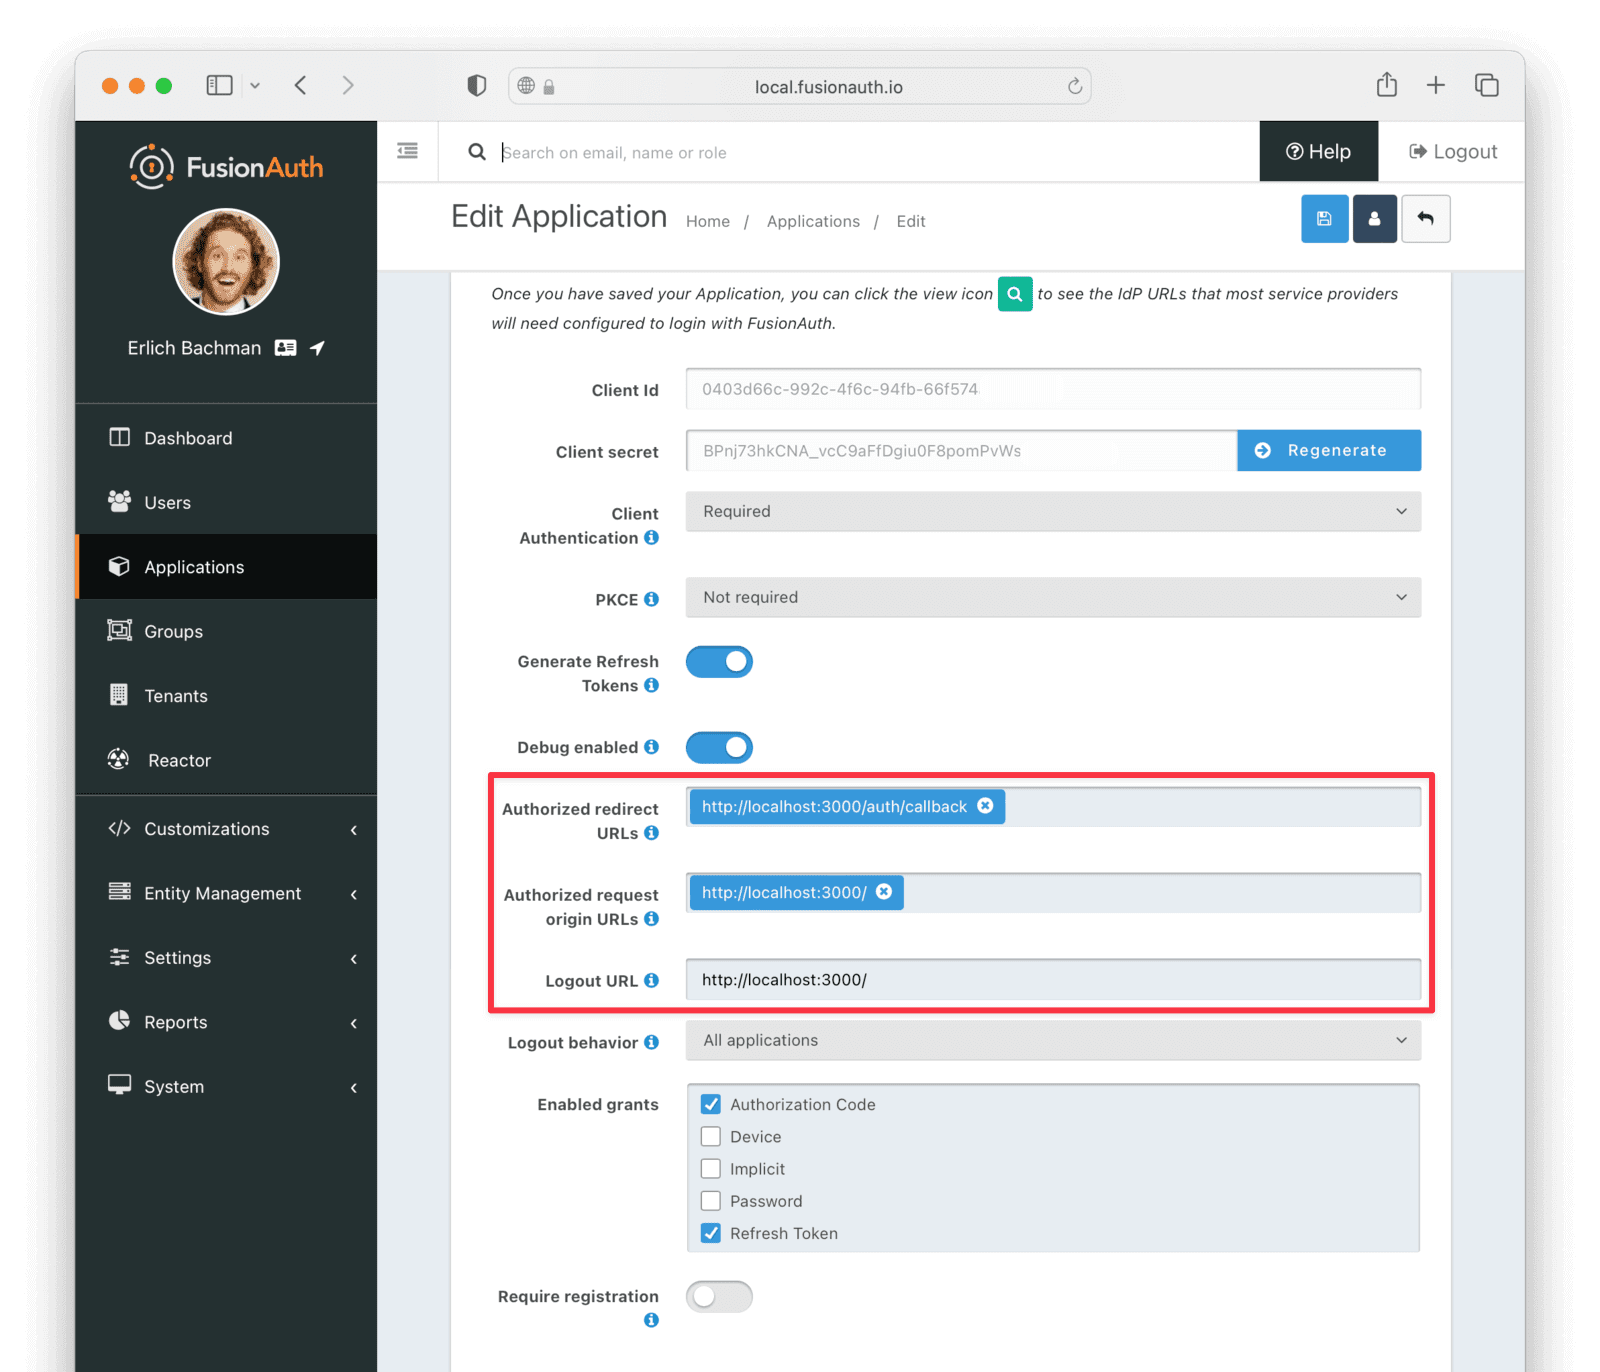 local.fusionauth.io
FusionAuth
Search on email, name or role
Help
Logout
Edit Application
Home / Applications / Edit
Erlich Bachman
Dashboard
Users
Applications
Groups
Tenants
Reactor
Customizations
Entity Management
Settings
Reports
System
Once you have saved your Application, you can click the view icon to see the IdP URLs that most service providers
will need configured to login with FusionAuth.
Client Id
0403d66c-992c-4f6c-94fb-66f574
Client secret
BPnj73hkCNA_vcC9aFfDgiu0F8pomPvWs
Regenerate
Client
Authentication
Required
PKCE
Not required
Generate Refresh
Tokens
Debug enabled
Authorized redirect
URLs
http://localhost:3000/auth/callback
Authorized request
origin URLs
http://localhost:3000/
Logout URL
http://localhost:3000/
Logout behavior
All applications
Enabled grants
Authorization Code
Device
Implicit
Password
Refresh Token
Require registration